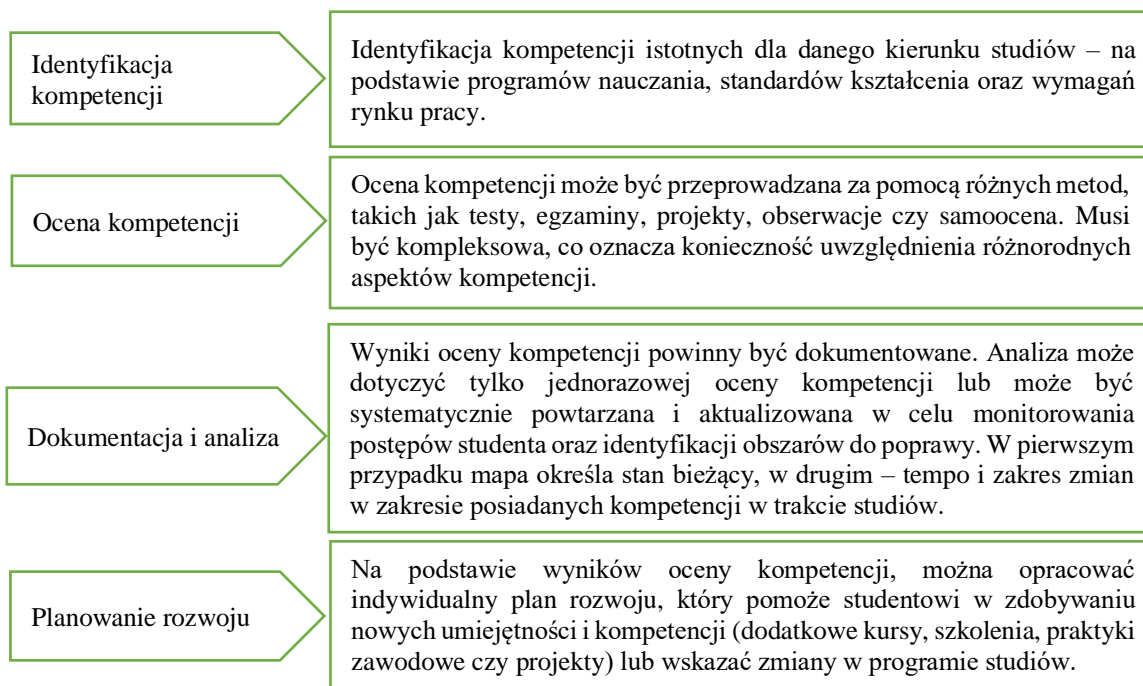 Identyfikacja
kompetencji
Identyfikacja kompetencji istotnych dla danego kierunku studiów – na
podstawie programów nauczania, standardów kształcenia oraz wymagań
rynku pracy.
Ocena kompetencji
Ocena kompetencji może być przeprowadzana za pomocą różnych metod,
takich jak testy, egzaminy, projekty, obserwacje czy samoocena. Musi
być kompleksowa, co oznacza konieczność uwzględnienia różnorodnych
aspektów kompetencji.
Dokumentacja i analiza
Wyniki oceny kompetencji powinny być dokumentowane. Analiza może
dotyczyć tylko jednorazowej oceny kompetencji lub może być
systematycznie powtarzana i aktualizowana w celu monitorowania
postępów studenta oraz identyfikacji obszarów do poprawy. W pierwszym
przypadku mapa określa stan bieżący, w drugim – tempo i zakres zmian
w zakresie posiadanych kompetencji w trakcie studiów.
Planowanie rozwoju
Na podstawie wyników oceny kompetencji, można opracować
indywidualny plan rozwoju, który pomoże studentowi w zdobywaniu
nowych umiejętności i kompetencji (dodatkowe kursy, szkolenia, praktyki
zawodowe czy projekty) lub wskazać zmiany w programie studiów.